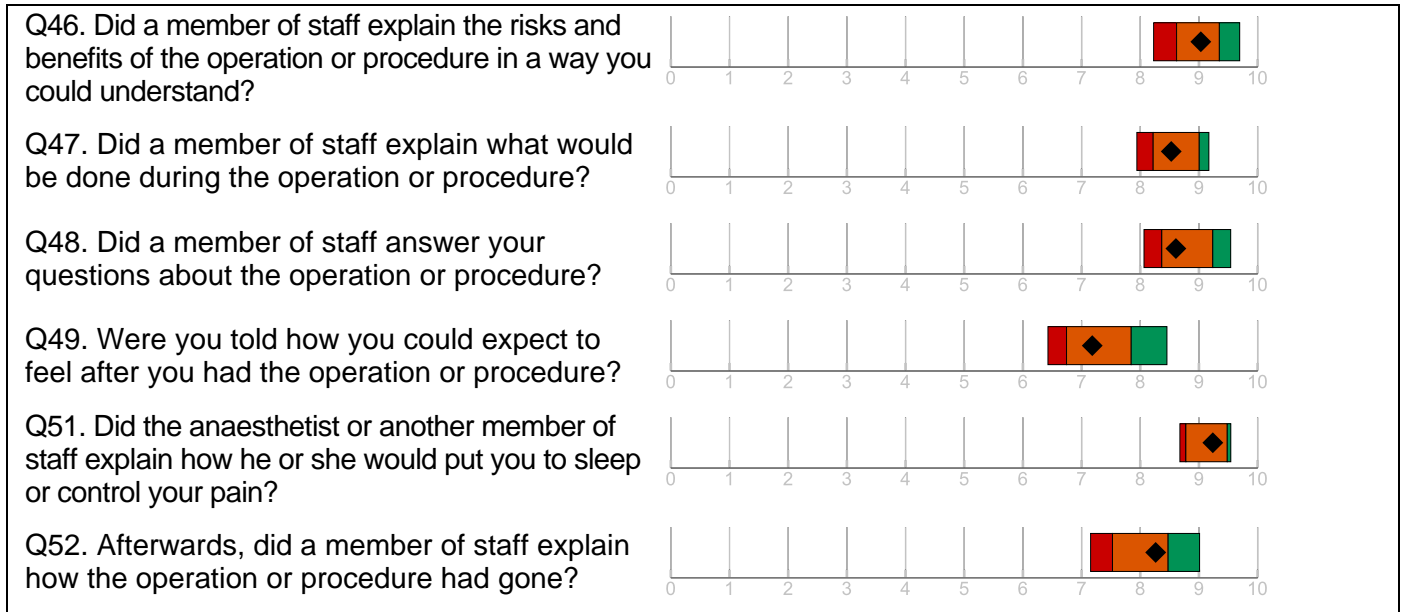 Q46. Did a member of staff explain the risks and
benefits of the operation or procedure in a way you
could understand?
0 1 2 3 4 5 6 7 8 9 10
Q47. Did a member of staff explain what would
be done during the operation or procedure?
0 1 2 3 4 5 6 7 8 9 10
Q48. Did a member of staff answer your
questions about the operation or procedure?
0 1 2 3 4 5 6 7 8 9 10
Q49. Were you told how you could expect to
feel after you had the operation or procedure?
0 1 2 3 4 5 6 7 8 9 10
Q51. Did the anaesthetist or another member of
staff explain how he or she would put you to sleep
or control your pain?
0 1 2 3 4 5 6 7 8 9 10
Q52. Afterwards, did a member of staff explain
how the operation or procedure had gone?
0 1 2 3 4 5 6 7 8 9 10